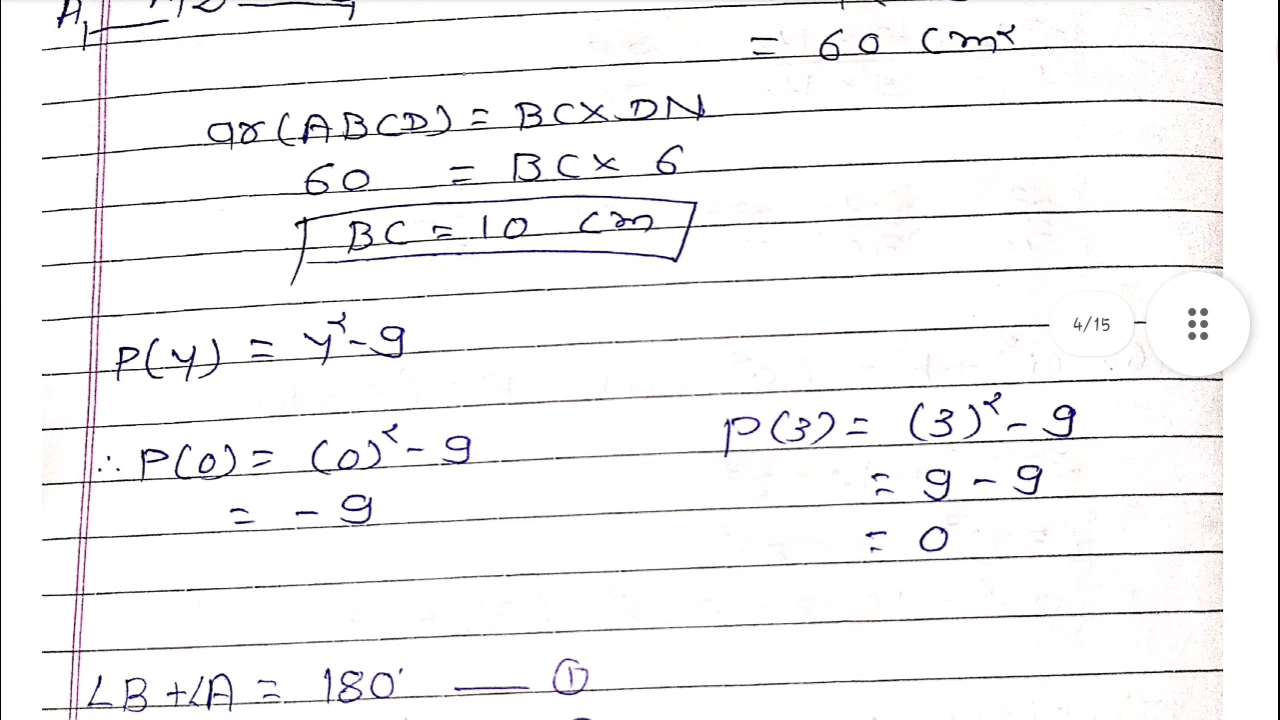 = 60 cm²
ar(ABCD) = BC×DN
60 = BC× 6
BC = 10 cm
P(y) = y²-9
∴ P(0) = (0)²-9
= -9
P(3) = (3)²-9
= 9-9
= 0
4/15
∠B+∠A = 180° — ①